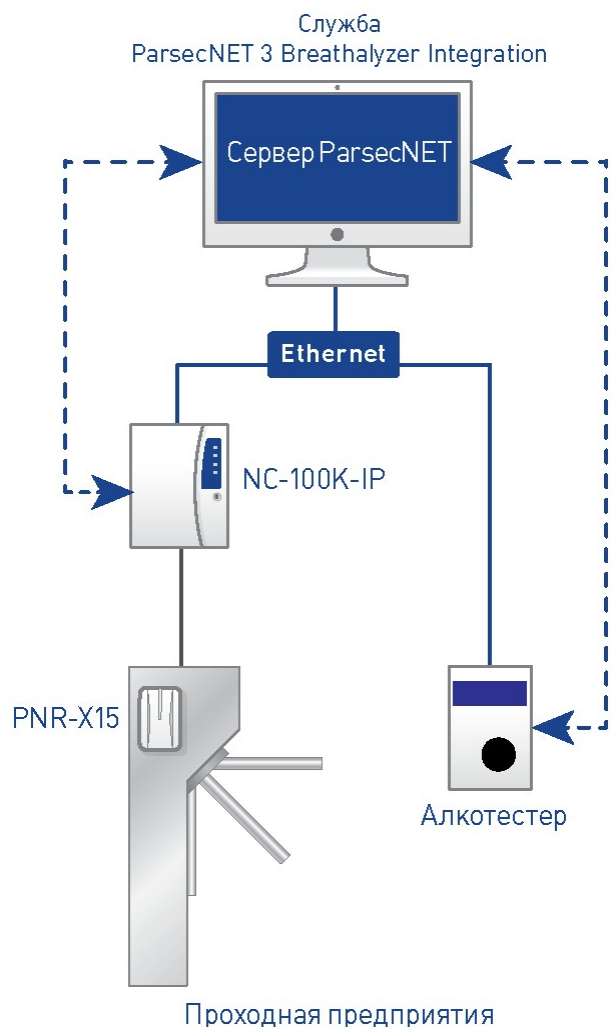 Служба
ParsecNET 3 Breathalyzer Integration
Сервер ParsecNET
Ethernet
NC-100K-IP
PNR-X15
Алкотестер
Проходная предприятия